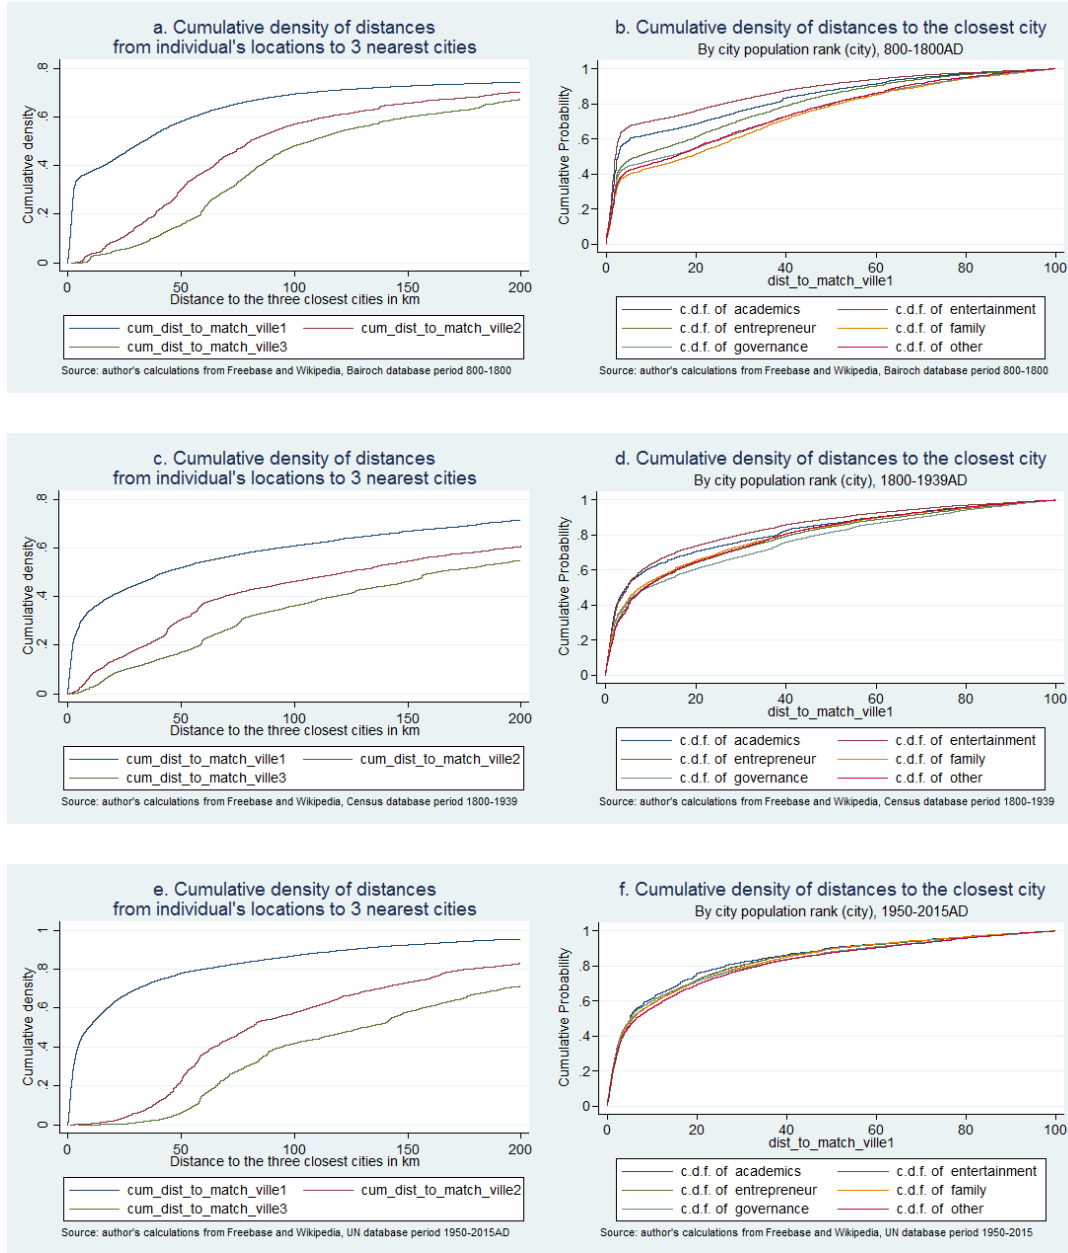 a. Cumulative density of distances
from individual's locations to 3 nearest cities
Cumulative density
.8
.6
.4
.2
0
0 50 100 150 200
Distance to the three closest cities in km
cum_dist_to_match_ville1 cum_dist_to_match_ville2
cum_dist_to_match_ville3
Source: author's calculations from Freebase and Wikipedia, Bairoch database period 800-1800
b. Cumulative density of distances to the closest city
By city population rank (city), 800-1800AD
Cumulative Probability
1
.8
.6
.4
.2
0
0 20 40 60 80 100
dist_to_match_ville1
c.d.f. of academics c.d.f. of entertainment
c.d.f. of entrepreneur c.d.f. of family
c.d.f. of governance c.d.f. of other
Source: author's calculations from Freebase and Wikipedia, Bairoch database period 800-1800
c. Cumulative density of distances
from individual's locations to 3 nearest cities
Cumulative density
.8
.6
.4
.2
0
0 50 100 150 200
Distance to the three closest cities in km
cum_dist_to_match_ville1 cum_dist_to_match_ville2
cum_dist_to_match_ville3
Source: author's calculations from Freebase and Wikipedia, Census database period 1800-1939
d. Cumulative density of distances to the closest city
By city population rank (city), 1800-1939AD
Cumulative Probability
1
.8
.6
.4
.2
0
0 20 40 60 80 100
dist_to_match_ville1
c.d.f. of academics c.d.f. of entertainment
c.d.f. of entrepreneur c.d.f. of family
c.d.f. of governance c.d.f. of other
Source: author's calculations from Freebase and Wikipedia, Census database period 1800-1939
e. Cumulative density of distances
from individual's locations to 3 nearest cities
Cumulative density
1
.8
.6
.4
.2
0
0 50 100 150 200
Distance to the three closest cities in km
cum_dist_to_match_ville1 cum_dist_to_match_ville2
cum_dist_to_match_ville3
Source: author's calculations from Freebase and Wikipedia, UN database period 1950-2015AD
f. Cumulative density of distances to the closest city
By city population rank (city), 1950-2015AD
Cumulative Probability
1
.8
.6
.4
.2
0
0 20 40 60 80 100
dist_to_match_ville1
c.d.f. of academics c.d.f. of entertainment
c.d.f. of entrepreneur c.d.f. of family
c.d.f. of governance c.d.f. of other
Source: author's calculations from Freebase and Wikipedia, UN database period 1950-2015